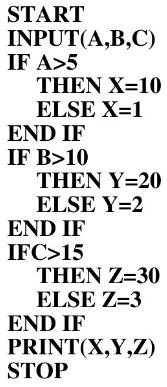 START
INPUT(A,B,C)
IF A>5
THEN X=10
ELSE X=1
END IF
IF B>10
THEN Y=20
ELSE Y=2
END IF
IFC>15
THEN Z=30
ELSE Z=3
END IF
PRINT(X,Y,Z)
STOP